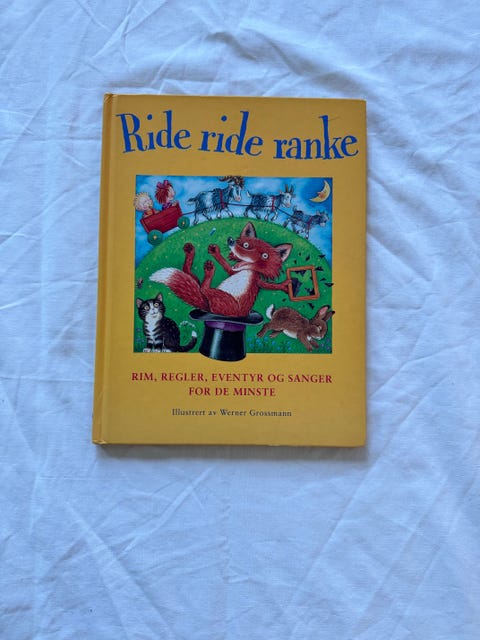 Ride ride ranke
RIM, REGLER, EVENTYR OG SANGER
FOR DE MINSTE
Illustrert av Werner Grossmann